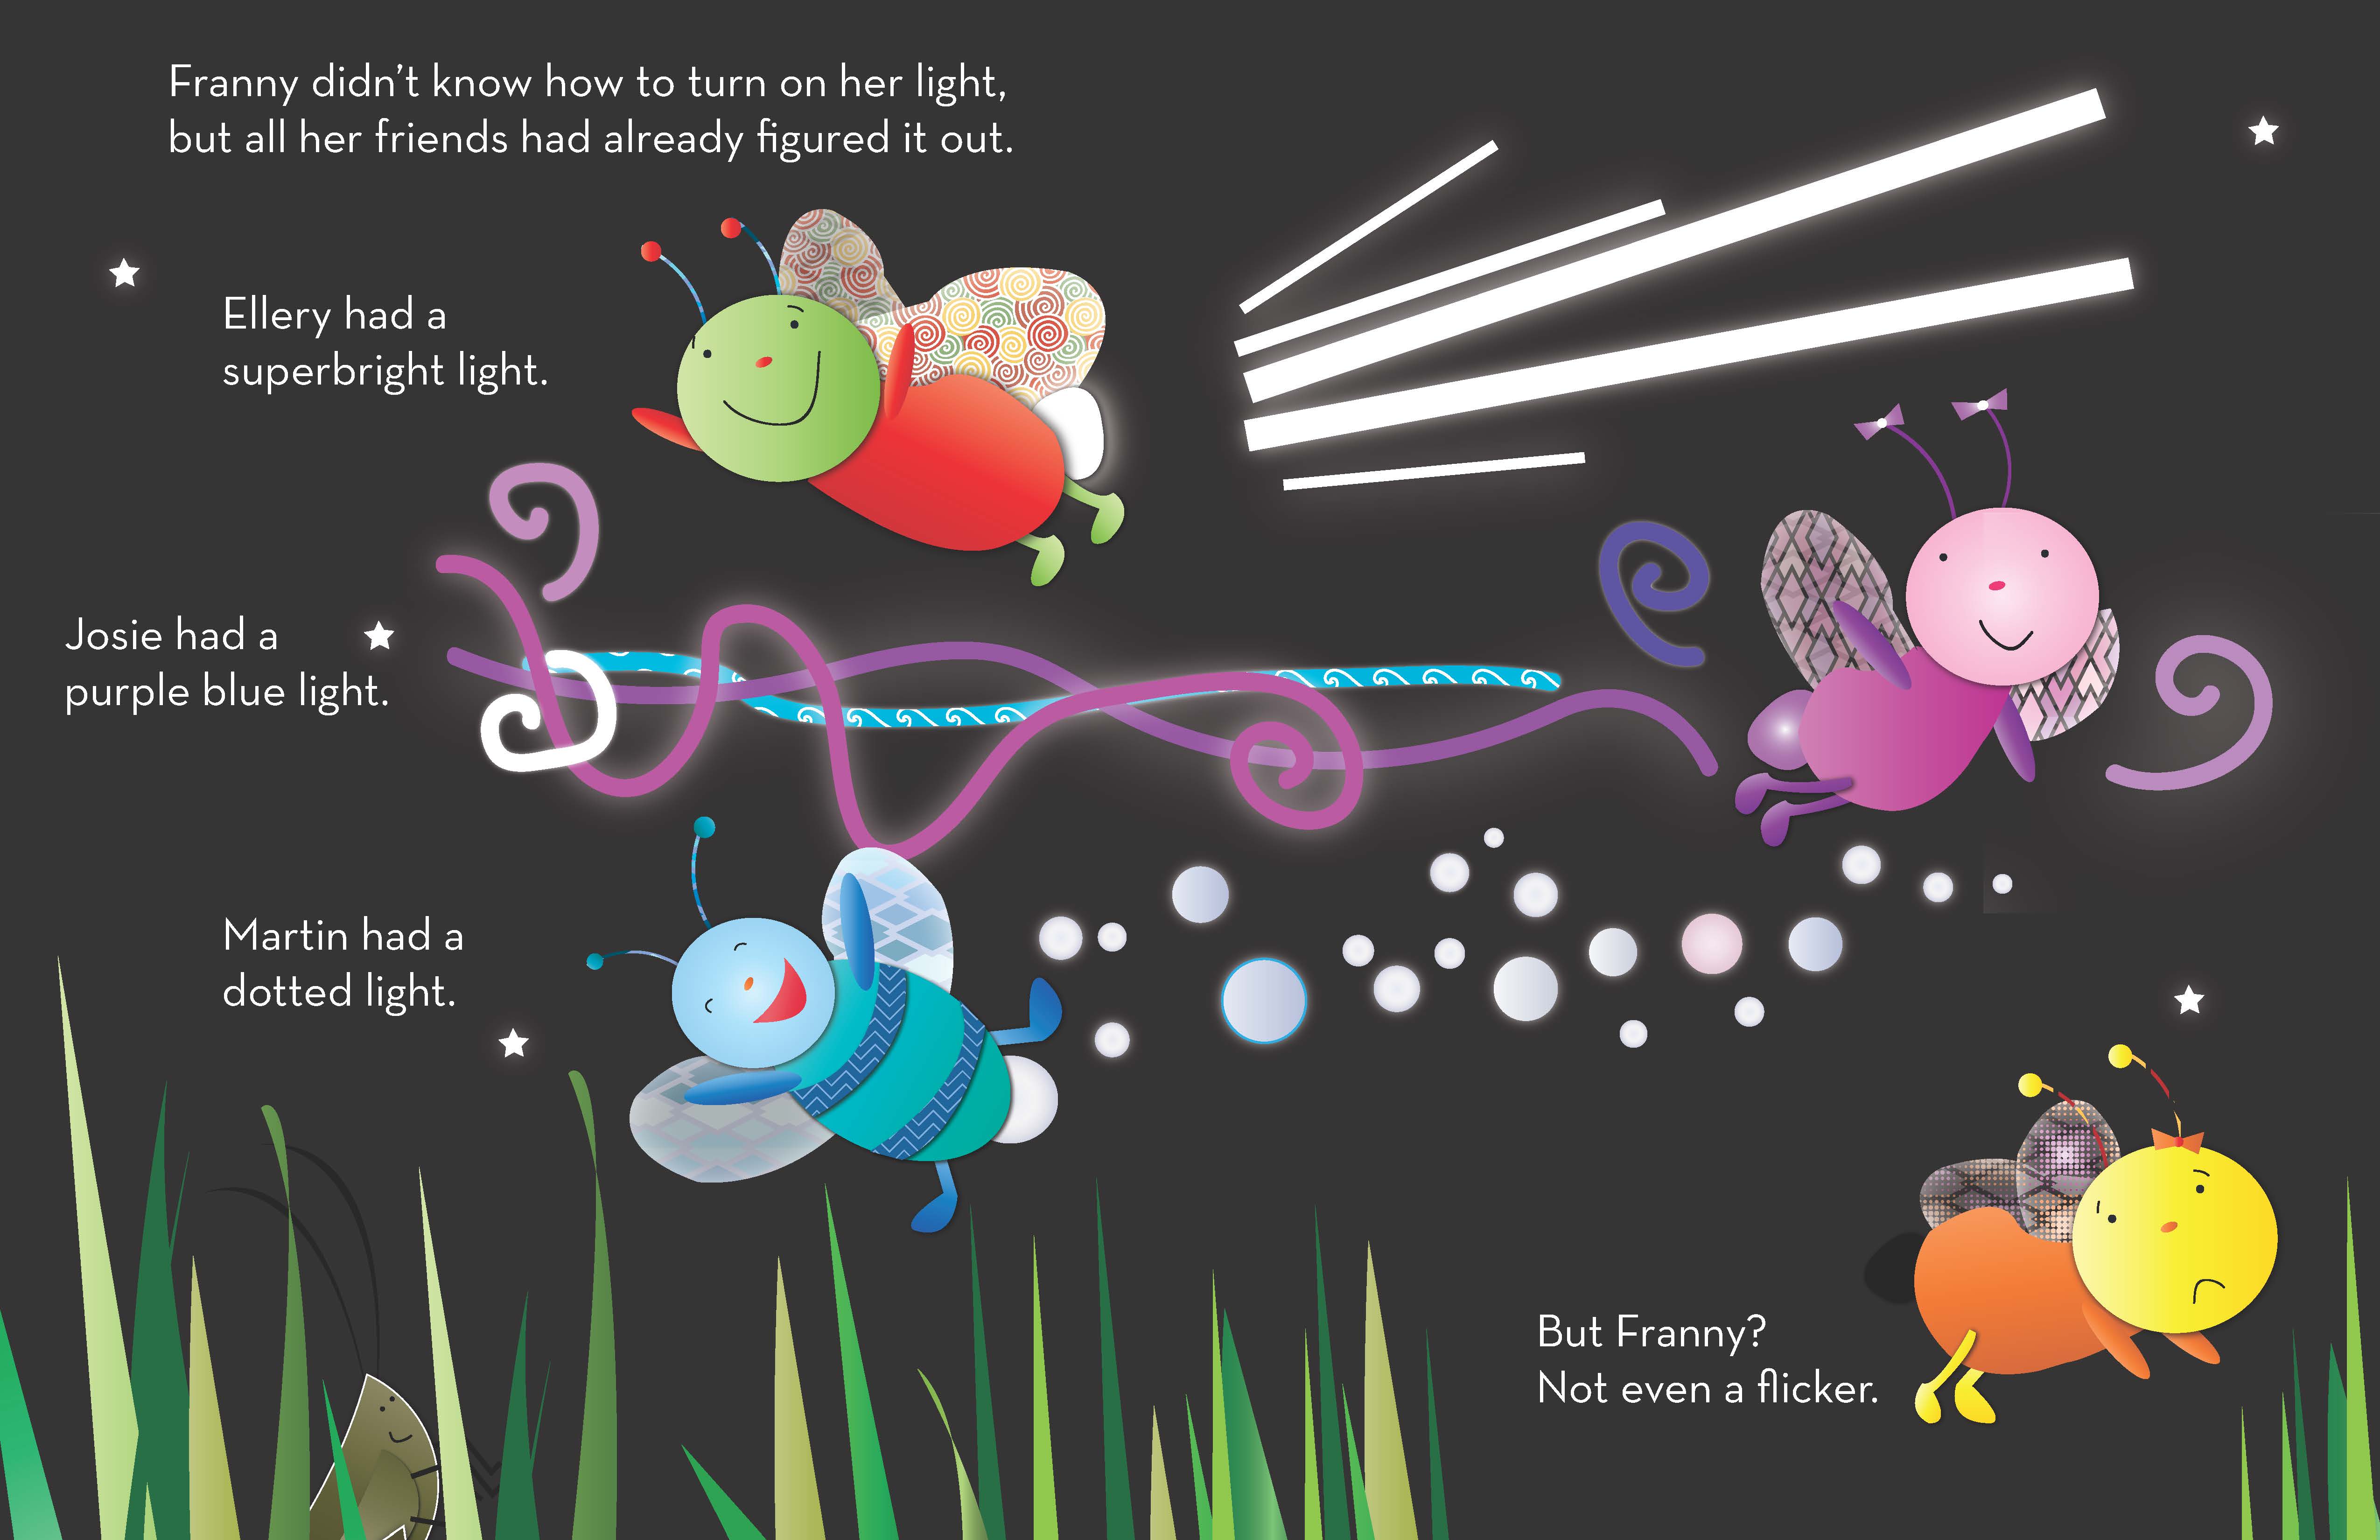 Franny didn’t know how to turn on her light,
but all her friends had already figured it out.
Ellery had a
superbright light.
Josie had a
purple blue light.
Martin had a
dotted light.
But Franny?
Not even a flicker.